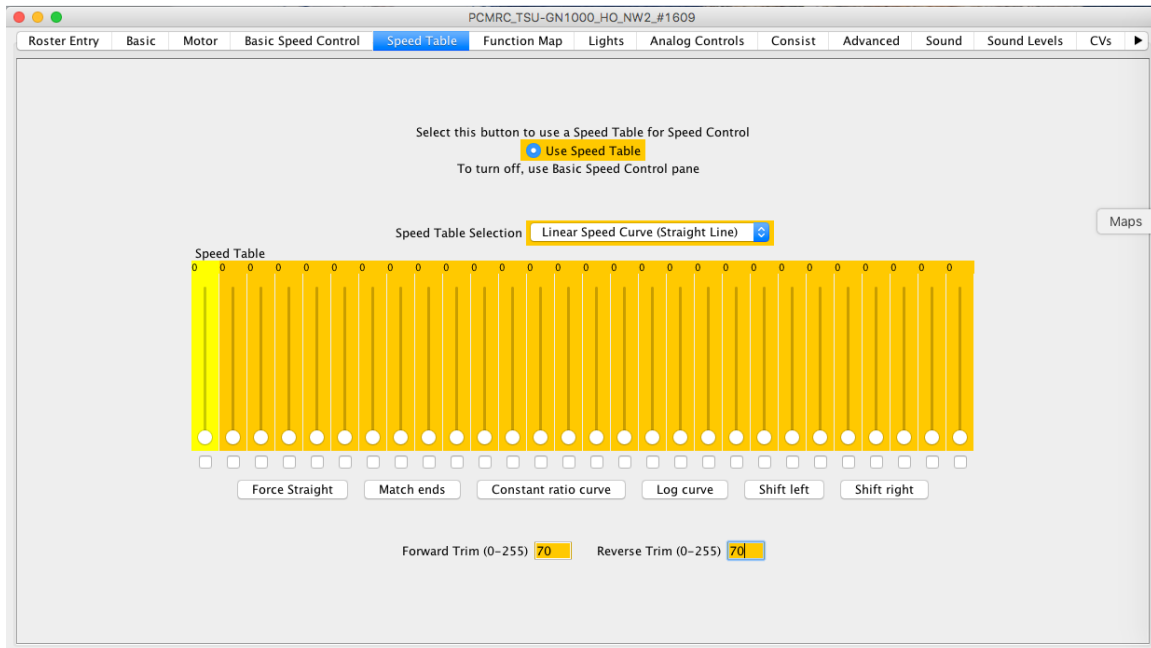 PCMRC_TSU-GN1000_HO_NW2_#1609
Roster Entry Basic Motor Basic Speed Control Speed Table Function Map Lights Analog Controls Consist Advanced Sound Sound Levels CVs
Select this button to use a Speed Table for Speed Control
Use Speed Table
To turn off, use Basic Speed Control pane
Maps
Speed Table Selection Linear Speed Curve (Straight Line)
Speed Table
0 0 0 0 0 0 0 0 0 0 0 0 0 0 0 0 0 0 0 0 0 0 0 0 0 0 0 0
Force Straight Match ends Constant ratio curve Log curve Shift left Shift right
Forward Trim (0-255) 70 Reverse Trim (0-255) 70